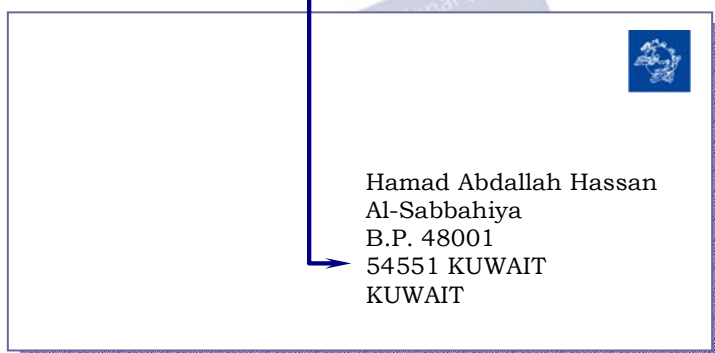 Hamad Abdallah Hassan
Al-Sabbahiya
B.P. 48001
54551 KUWAIT
KUWAIT